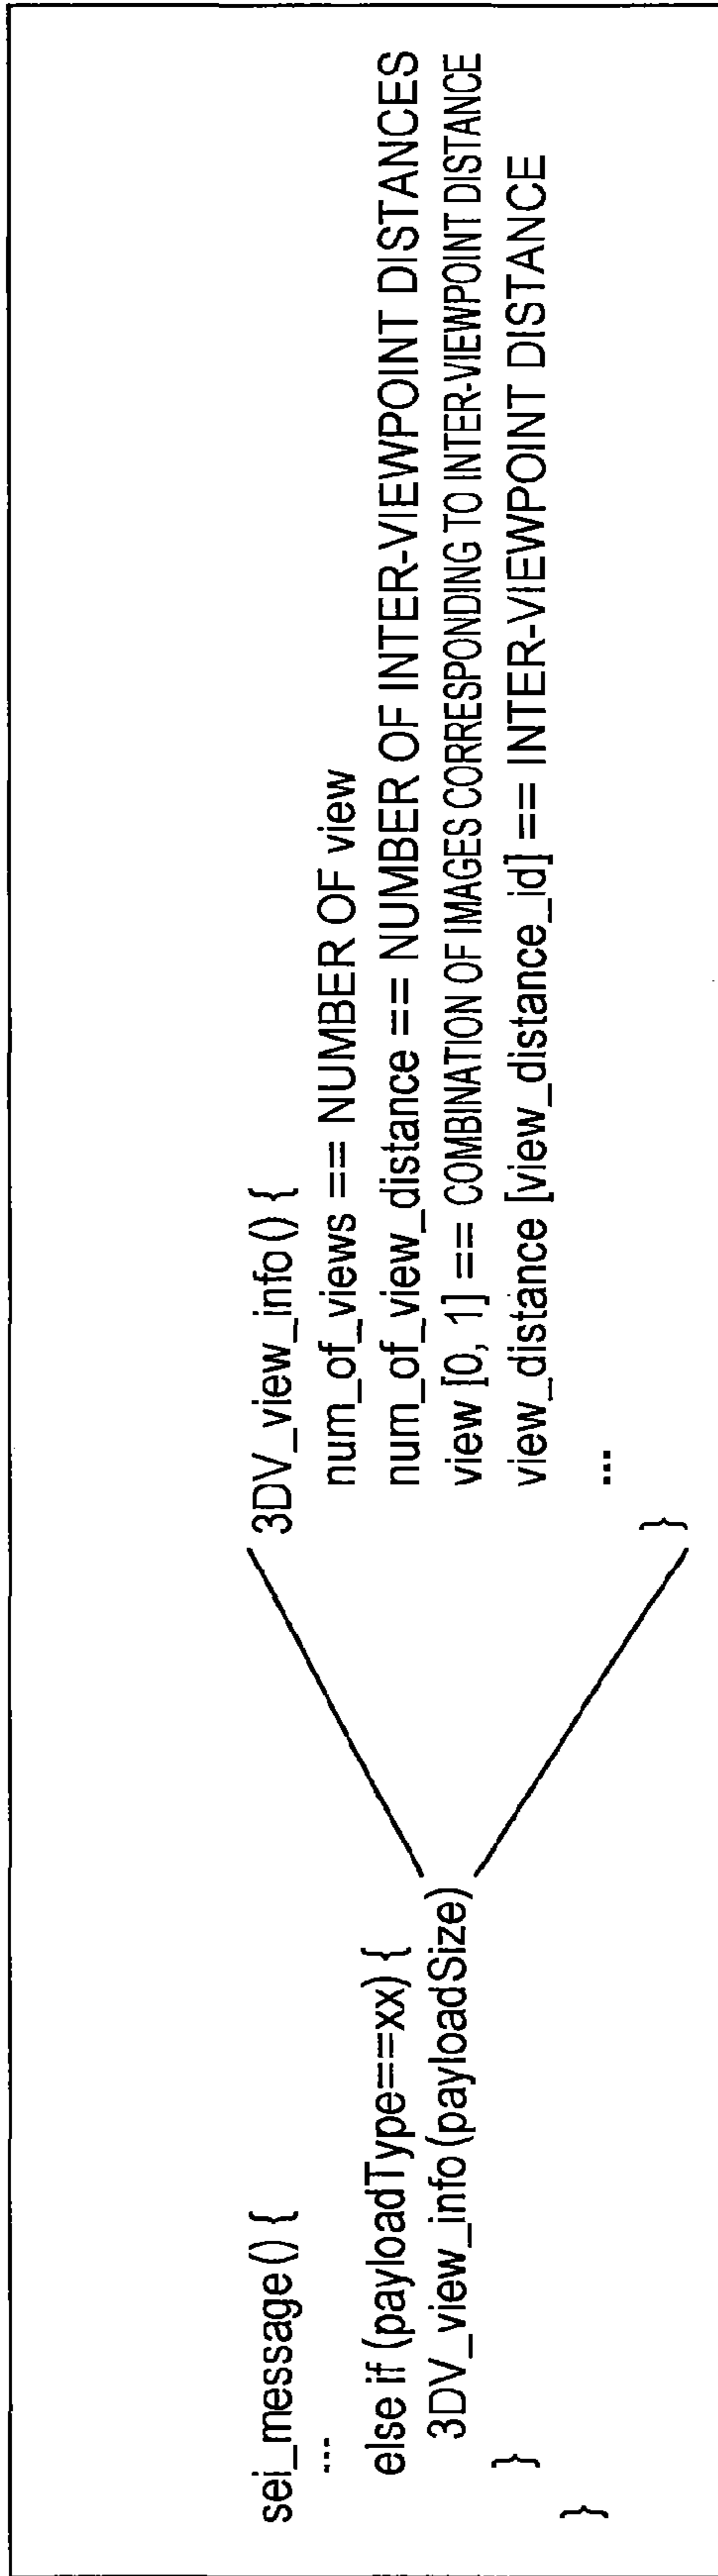 sei_message () {
...
else if (payloadType==xx) {
3DV_view_info (payloadSize)
}
}
3DV_view_info () {
num_of_views == NUMBER OF view
num_of_view_distance == NUMBER OF INTER-VIEWPOINT DISTANCES
view [0, 1] == COMBINATION OF IMAGES CORRESPONDING TO INTER-VIEWPOINT DISTANCE
view_distance [view_distance_id] == INTER-VIEWPOINT DISTANCE
...
}